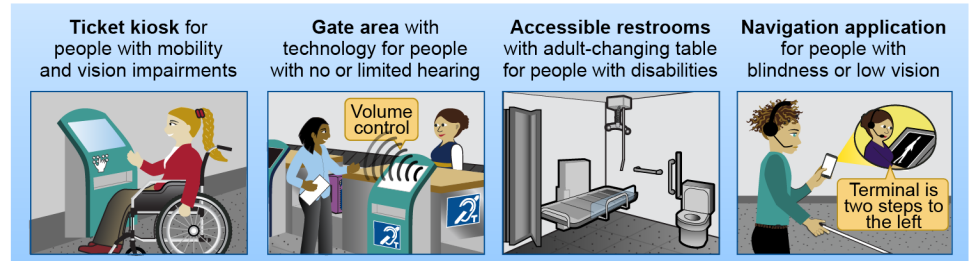 Ticket kiosk for
people with mobility
and vision impairments
Gate area with
technology for people
with no or limited hearing
Accessible restrooms
with adult-changing table
for people with disabilities
Navigation application
for people with
blindness or low vision
Volume
control
T
T
Terminal is
two steps to
the left